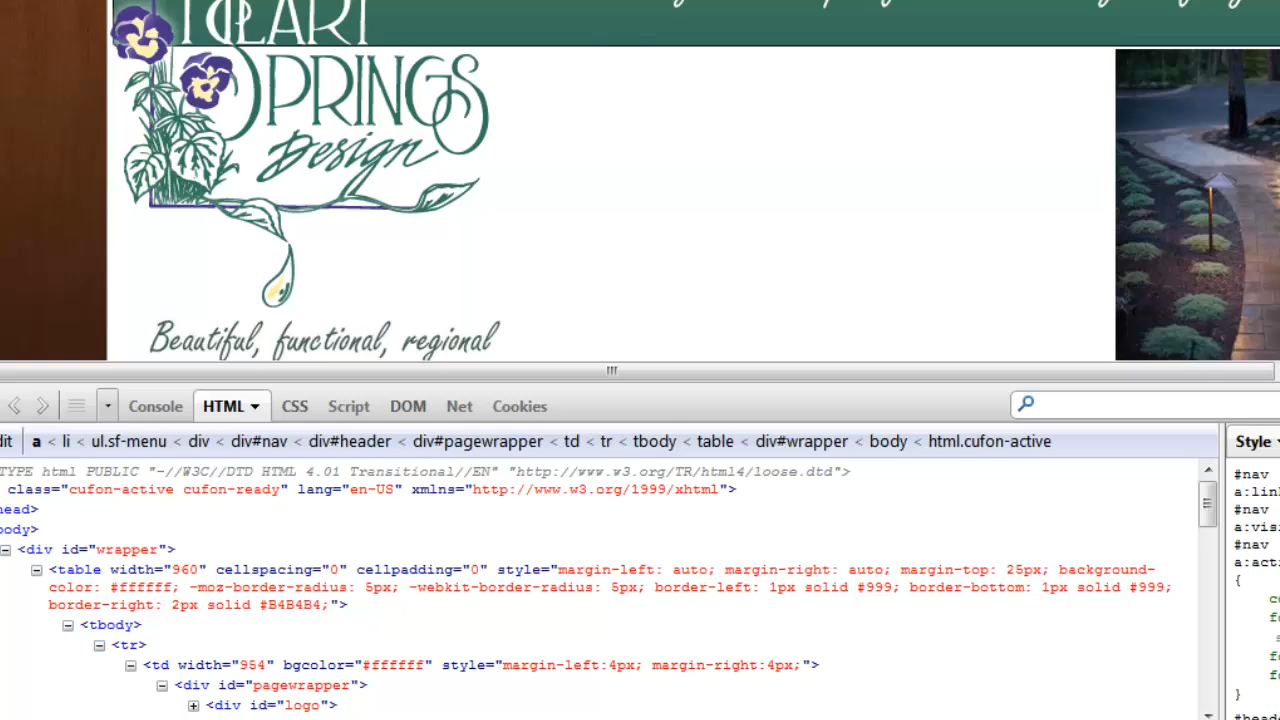 HEART
SPRINGS
Design
Beautiful, functional, regional
Console HTML CSS Script DOM Net Cookies
dit a < li < ul.sf-menu < div < div#nav < div#header < div#pagewrapper < td < tr < tbody < table < div#wrapper < body < html.cufon-active
Style
TYPE html PUBLIC "-//W3C//DTD HTML 4.01 Transitional//EN" "http://www.w3.org/TR/html4/loose.dtd">
class="cufon-active cufon-ready" lang="en-US" xmlns="http://www.w3.org/1999/xhtml">
head>
body>
<div id="wrapper">
<table width="960" cellspacing="0" cellpadding="0" style="margin-left: auto; margin-right: auto; margin-top: 25px; background-
color: #ffffff; -moz-border-radius: 5px; -webkit-border-radius: 5px; border-left: 1px solid #999; border-bottom: 1px solid #999;
border-right: 2px solid #B4B4B4;">
<tbody>
<tr>
<td width="954" bgcolor="#ffffff" style="margin-left:4px; margin-right:4px;">
<div id="pagewrapper">
<div id="logo">
#nav
a:lin
#nav
a:vis
#nav
a:act
{
co
fo
s
fo
fo
}
#heade